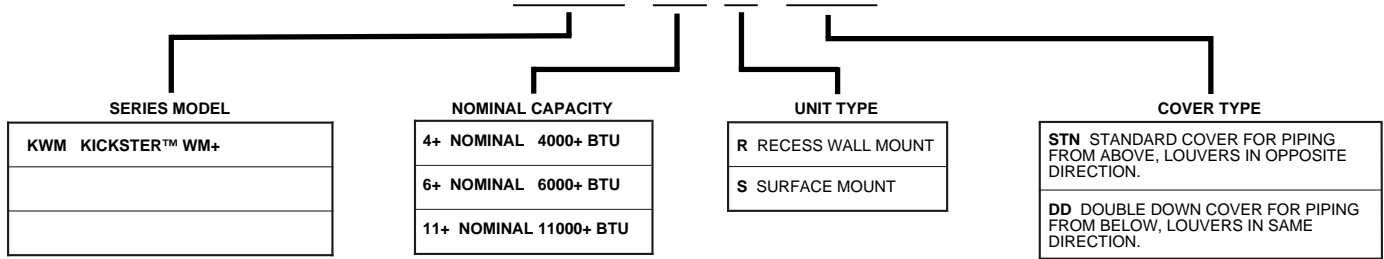 SERIES MODEL
KWM KICKSTER™ WM+
NOMINAL CAPACITY
4+ NOMINAL 4000+ BTU
6+ NOMINAL 6000+ BTU
11+ NOMINAL 11000+ BTU
UNIT TYPE
R RECESS WALL MOUNT
S SURFACE MOUNT
COVER TYPE
STN STANDARD COVER FOR PIPING
FROM ABOVE, LOUVERS IN OPPOSITE
DIRECTION.
DD DOUBLE DOWN COVER FOR PIPING
FROM BELOW, LOUVERS IN SAME
DIRECTION.